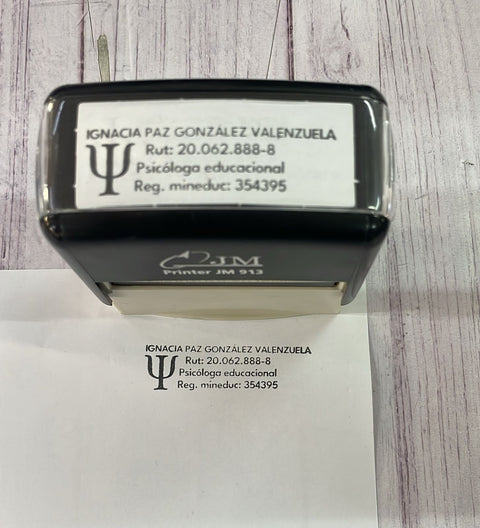 IGNACIA PAZ GONZÁLEZ VALENZUELA
Rut: 20.062.888-8
Psicóloga educacional
Reg. mineduc: 354395
JM
Printer JM 913
IGNACIA PAZ GONZÁLEZ VALENZUELA
Rut: 20.062.888-8
Psicóloga educacional
Reg. mineduc: 354395